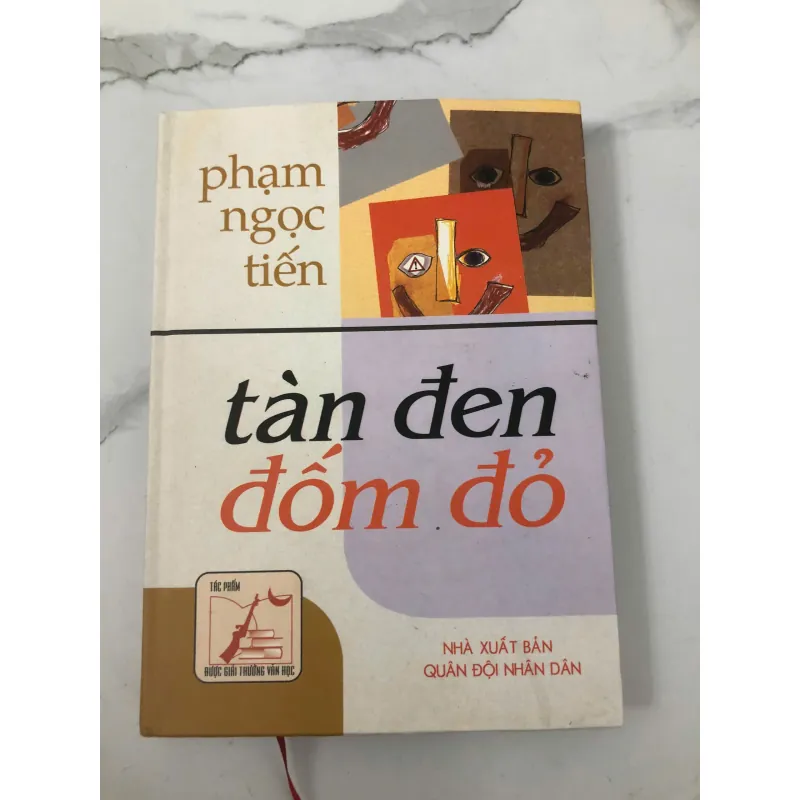 phạm
ngọc
tiến
tàn đen
đốm đỏ
TÁC PHẨM
ĐƯỢC GIẢI THƯỞNG VĂN HỌC
NHÀ XUẤT BẢN
QUÂN ĐỘI NHÂN DÂN